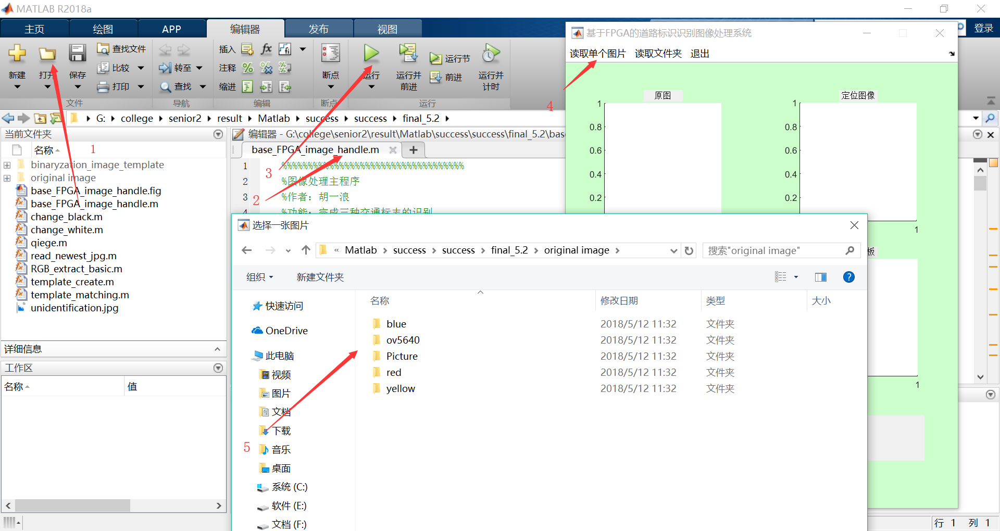 MATLAB R2018a
主页
绘图
APP
编辑器
发布
视图
登录
新建
打开
保存
查找文件
比较
打印
文件
转至
查找
导航
插入
fx
fi
注释
缩进
编辑
断点
断点
运行
运行并
前进
运行节
前进
运行并
计时
运行
G: college senior2 result Matlab success success final_5.2
当前文件夹
名称
1
binaryzation_image_template
original image
base_FPGA_image_handle.fig
base_FPGA_image_handle.m
change_black.m
change_white.m
qiege.m
read_newest_jpg.m
RGB_extract_basic.m
template_create.m
template_matching.m
unidentification.jpg
详细信息
工作区
名称
值
编辑器 - G:\college\senior2\result\Matlab\success\success\final_5.2\base
base_FPGA_image_handle.m
1 %%%%%%%%%%%%%%%%%%%%%%%%%%%%%%%%%%%
2 %图像处理主程序
3 %作者：胡一浪
4 %功能：完成三种交通标志的识别
3
2
基于FPGA的道路标识识别图像处理系统
读取单个图片 读取文件夹 退出
4
原图
1
0.8
0.6
0.4
0.2
定位图像
1
0.8
0.6
0.4
0.2
1
板
1
选择一张图片
« Matlab success success final_5.2 original image
搜索"original image"
组织
新建文件夹
?
名称 修改日期 类型 大小
blue 2018/5/12 11:32 文件夹
ov5640 2018/5/12 11:32 文件夹
Picture 2018/5/12 11:32 文件夹
red 2018/5/12 11:32 文件夹
yellow 2018/5/12 11:32 文件夹
快速访问
OneDrive
此电脑
视频
图片
文档
下载
5
音乐
桌面
系统 (C:)
软件 (E:)
文档 (F:)
行 1 列 1